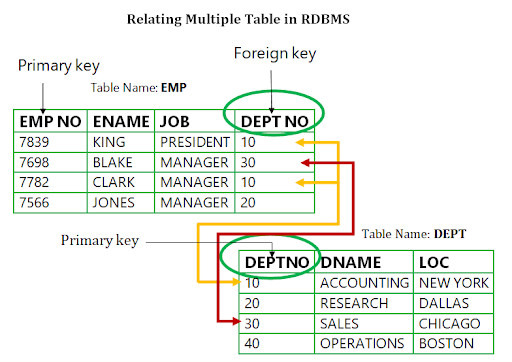 Relating Multiple Table in RDBMS
Primary key
Foreign key
Table Name: EMP
EMP NO ENAME JOB DEPT NO
7839 KING PRESIDENT 10
7698 BLAKE MANAGER 30
7782 CLARK MANAGER 10
7566 JONES MANAGER 20
Primary key
Table Name: DEPT
DEPTNO DNAME LOC
10 ACCOUNTING NEW YORK
20 RESEARCH DALLAS
30 SALES CHICAGO
40 OPERATIONS BOSTON